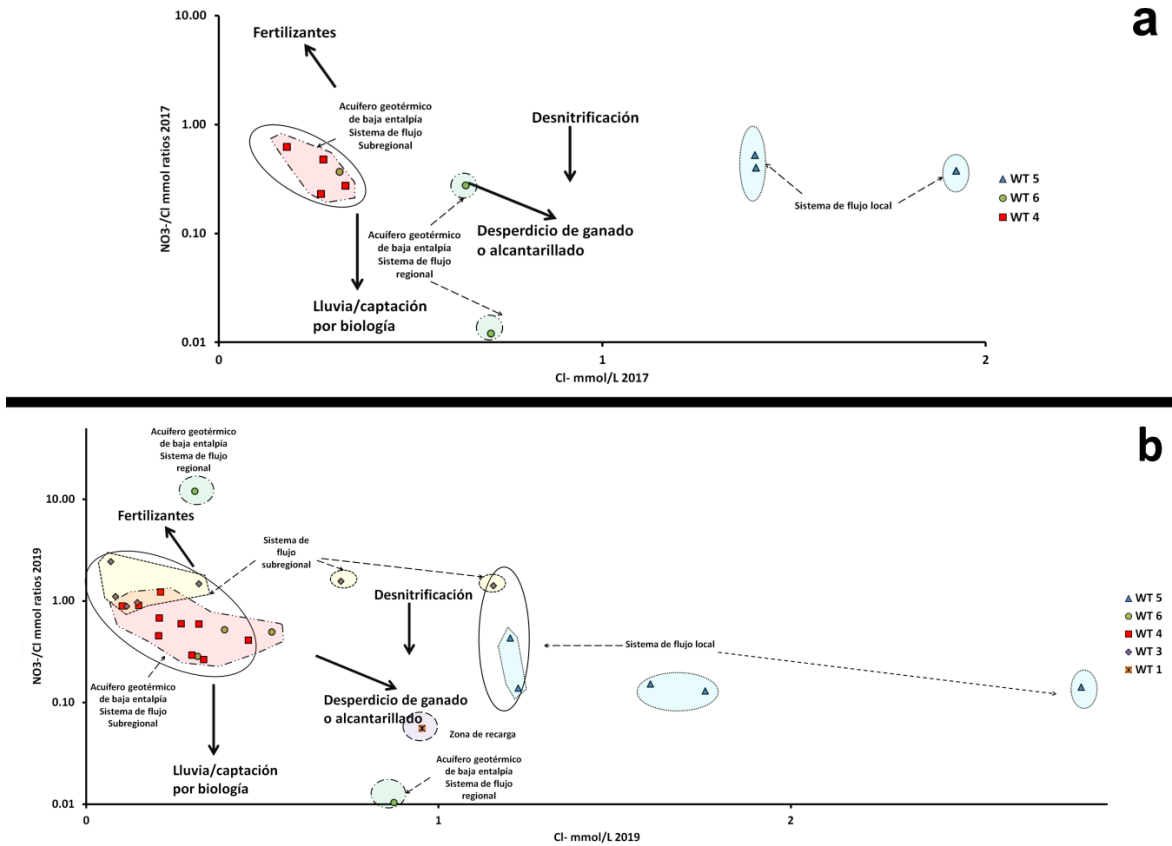 a
10.00
1.00
0.10
0.01
NO3-/Cl mmol ratios 2017
0
1
2
Cl- mmol/L 2017
Fertilizantes
Acuífero geotérmico
de baja entalpía
Sistema de flujo
Subregional
Desnitrificación
Acuífero geotérmico
de baja entalpía
Sistema de flujo
regional
Desperdicio de ganado
o alcantarillado
Lluvia/captación
por biología
Sistema de flujo local
WT 5
WT 6
WT 4
b
Acuífero geotérmico
de baja entalpía
Sistema de flujo
regional
10.00
1.00
0.10
0.01
NO3-/Cl mmol ratios 2019
0
1
2
Cl- mmol/L 2019
Fertilizantes
Sistema de
flujo
subregional
Desnitrificación
Sistema de flujo local
Acuífero geotérmico
de baja entalpía
Sistema de flujo
Subregional
Desperdicio de ganado
o alcantarillado
Zona de recarga
Lluvia/captación
por biología
Acuífero geotérmico
de baja entalpía
Sistema de flujo
regional
WT 5
WT 6
WT 4
WT 3
WT 1